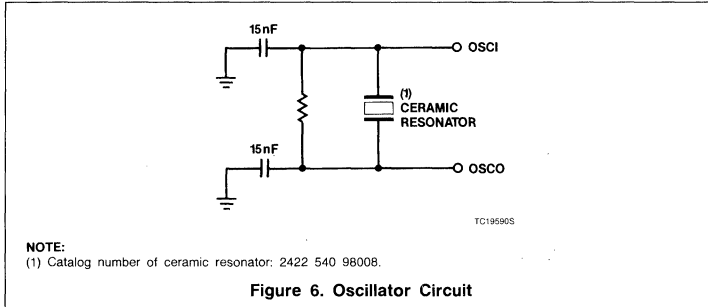 15nF
OSCI
(1)
CERAMIC
RESONATOR
15nF
OSCO
TC19590S
NOTE:
(1) Catalog number of ceramic resonator: 2422 540 98008.
Figure 6. Oscillator Circuit